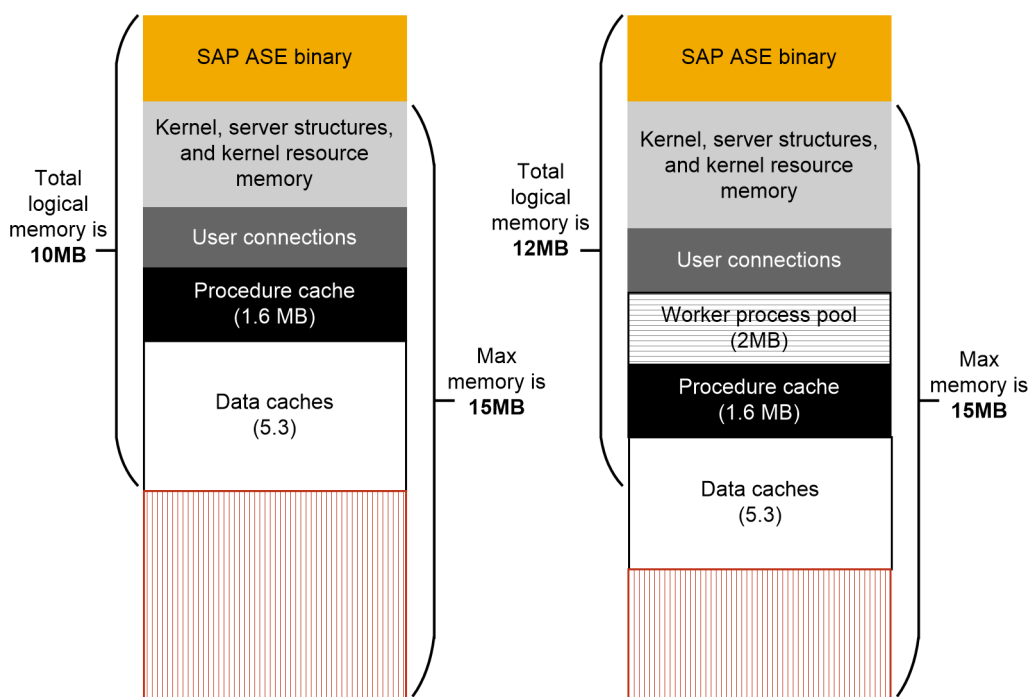 SAP ASE binary
Kernel, server structures,
and kernel resource
memory
User connections
Procedure cache
(1.6 MB)
Data caches
(5.3)
Total
logical
memory is
10MB
Max
memory is
15MB
SAP ASE binary
Kernel, server structures,
and kernel resource
memory
User connections
Worker process pool
(2MB)
Procedure cache
(1.6 MB)
Data caches
(5.3)
Total
logical
memory is
12MB
Max
memory is
15MB